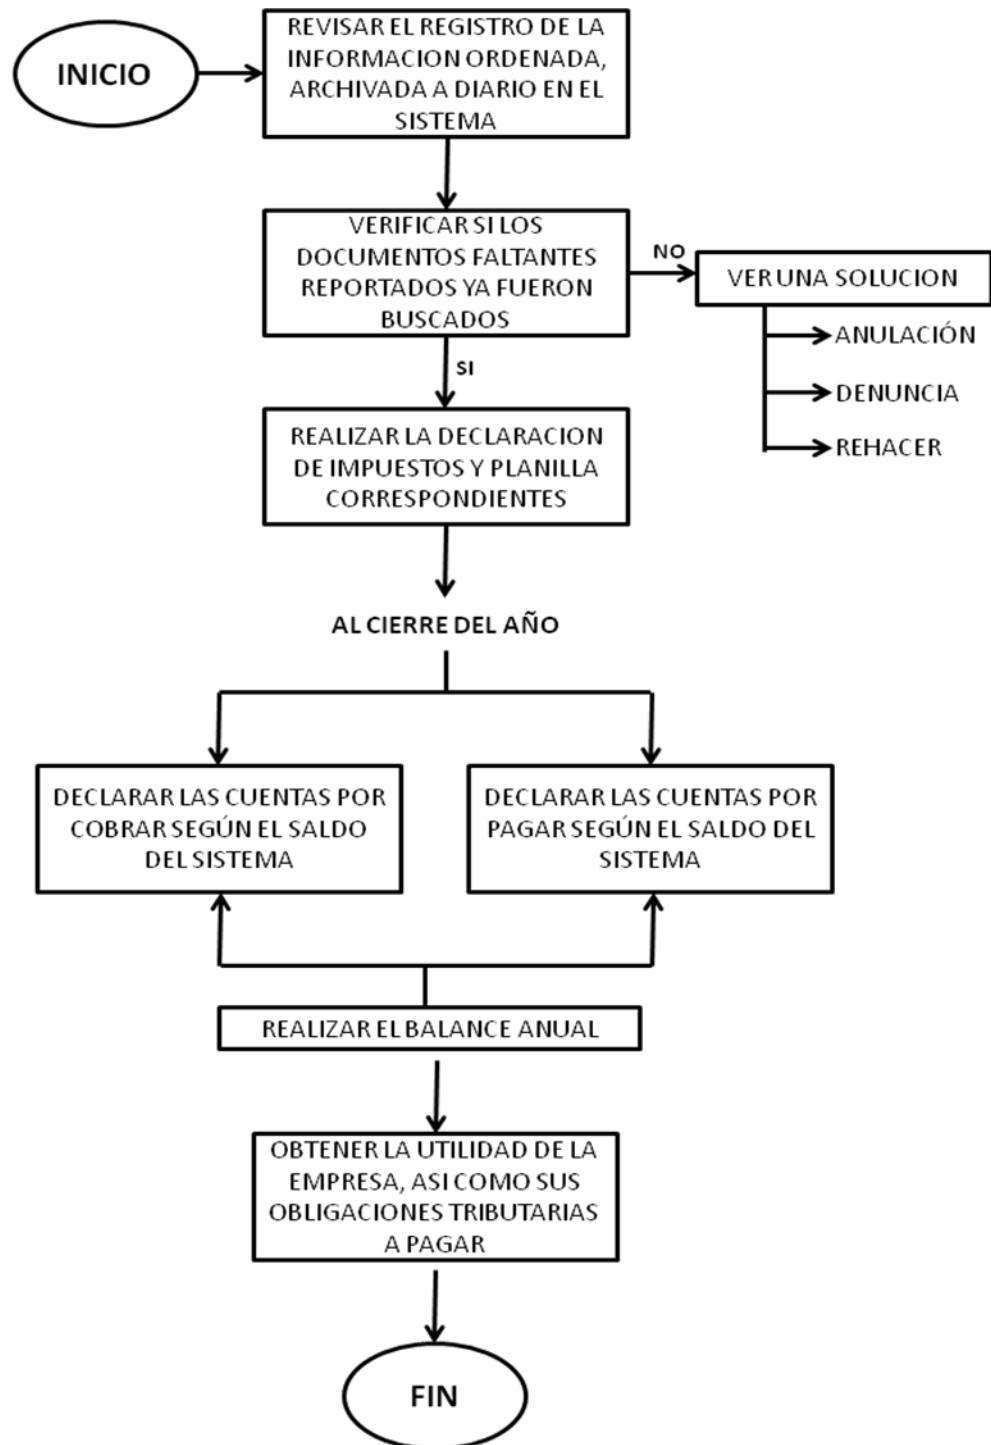 INICIO
REVISAR EL REGISTRO DE LA
INFORMACION ORDENADA,
ARCHIVADA A DIARIO EN EL
SISTEMA
VERIFICAR SI LOS
DOCUMENTOS FALTANTES
REPORTADOS YA FUERON
BUSCADOS
NO
VER UNA SOLUCION
ANULACIÓN
DENUNCIA
REHACER
SI
REALIZAR LA DECLARACION
DE IMPUESTOS Y PLANILLA
CORRESPONDIENTES
AL CIERRE DEL AÑO
DECLARAR LAS CUENTAS POR
COBRAR SEGÚN EL SALDO
DEL SISTEMA
DECLARAR LAS CUENTAS POR
PAGAR SEGÚN EL SALDO DEL
SISTEMA
REALIZAR EL BALANCE ANUAL
OBTENER LA UTILIDAD DE LA
EMPRESA, ASI COMO SUS
OBLIGACIONES TRIBUTARIAS
A PAGAR
FIN